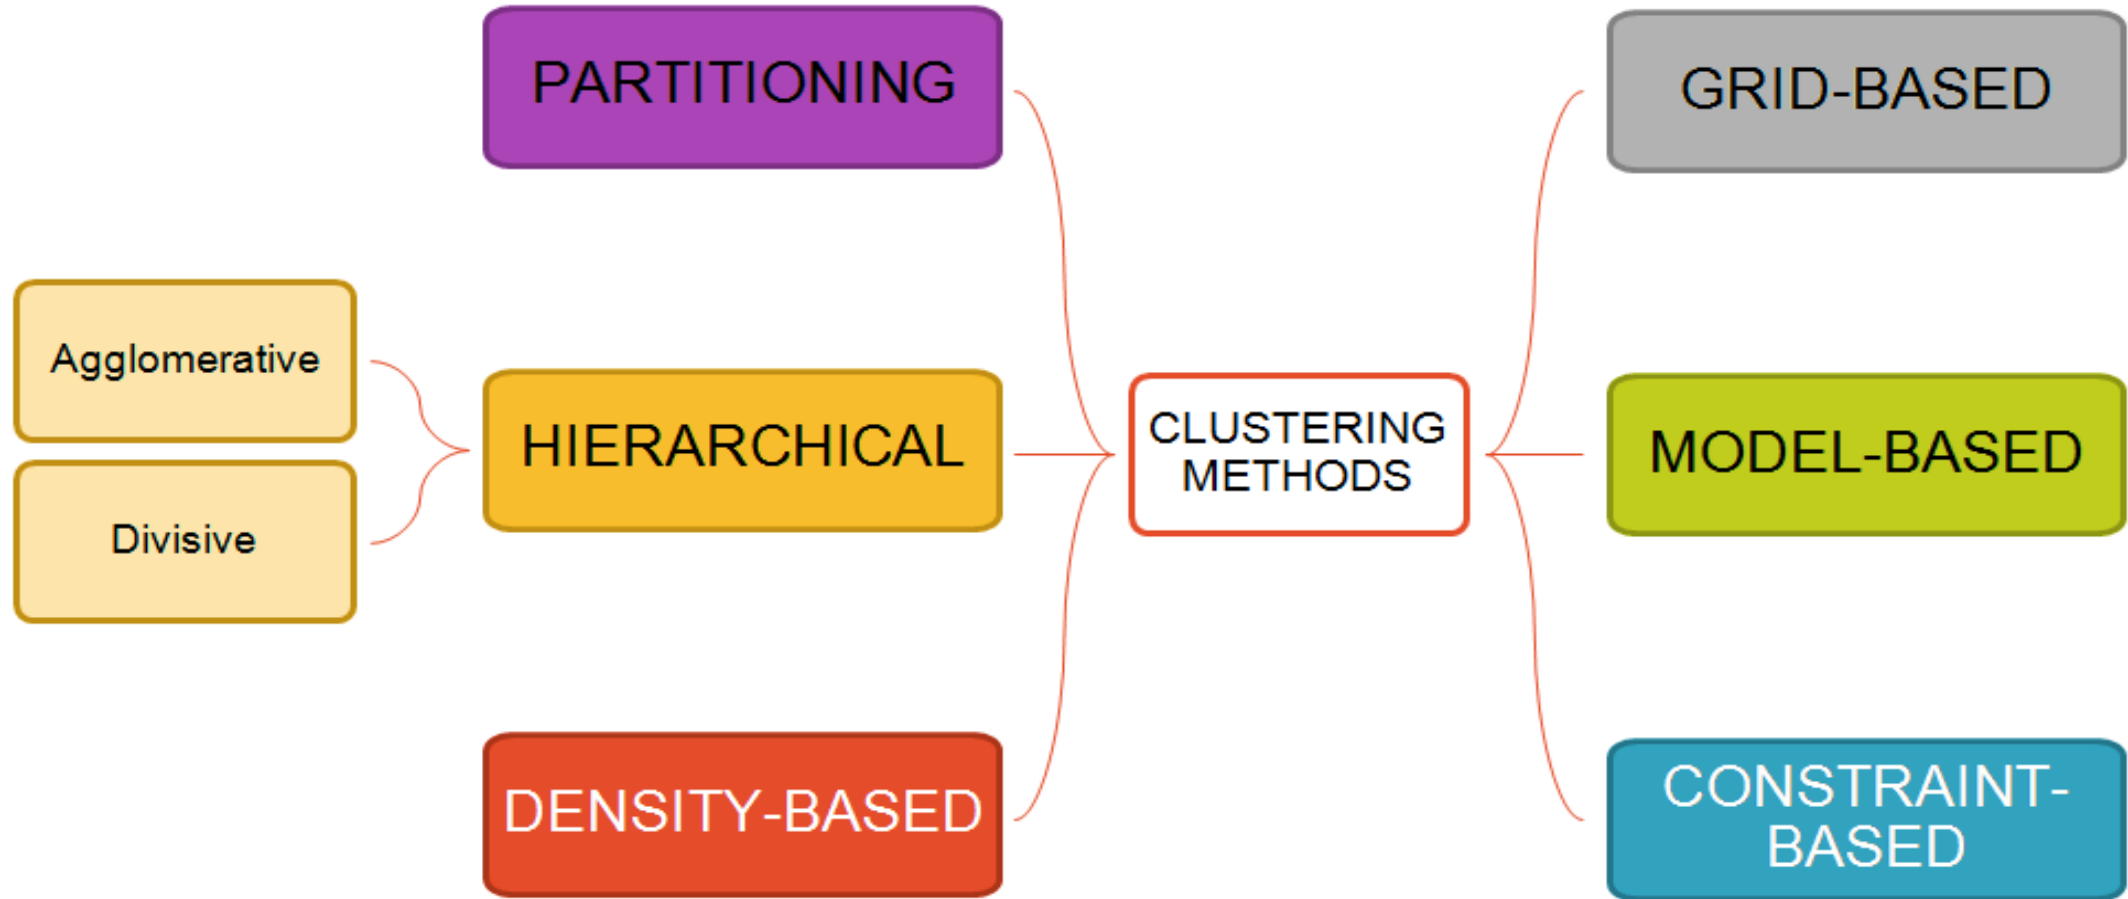 PARTITIONING
GRID-BASED
Agglomerative
HIERARCHICAL
Divisive
CLUSTERING
METHODS
MODEL-BASED
DENSITY-BASED
CONSTRAINT-
BASED